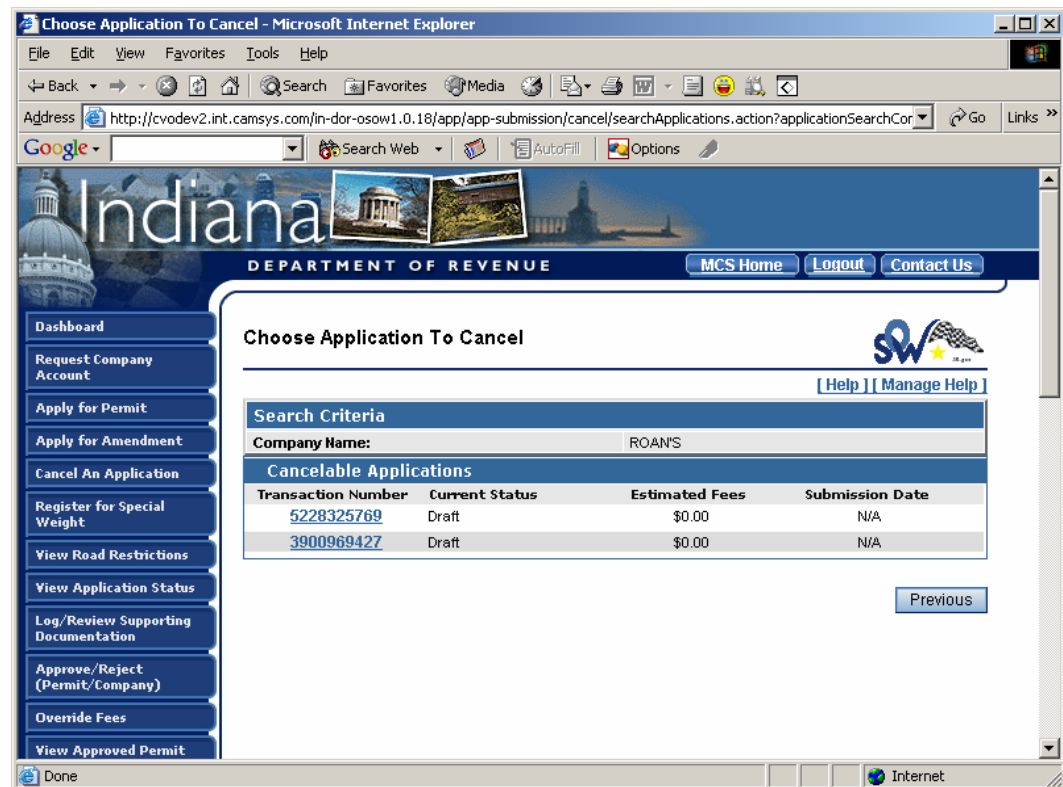 Choose Application To Cancel - Microsoft Internet Explorer
File Edit View Favorites Tools Help
Back Search Favorites Media
Address http://cvodev2.int.camsys.com/in-dor-osow1.0.18/app/app-submission/cancel/searchApplications.action?applicationSearchCor Go Links »
Google Search Web AutoFill Options
Indiana
DEPARTMENT OF REVENUE MCS Home Logout Contact Us
Dashboard
Request Company
Account
Apply for Permit
Apply for Amendment
Cancel An Application
Register for Special
Weight
View Road Restrictions
View Application Status
Log/Review Supporting
Documentation
Approve/Reject
(Permit/Company)
Override Fees
View Approved Permit
Choose Application To Cancel
SOW
[ Help ] [ Manage Help ]
Search Criteria
Company Name: ROAN'S
Cancelable Applications
Transaction Number Current Status Estimated Fees Submission Date
5228325769 Draft $0.00 N/A
3900969427 Draft $0.00 N/A
Previous
Done Internet